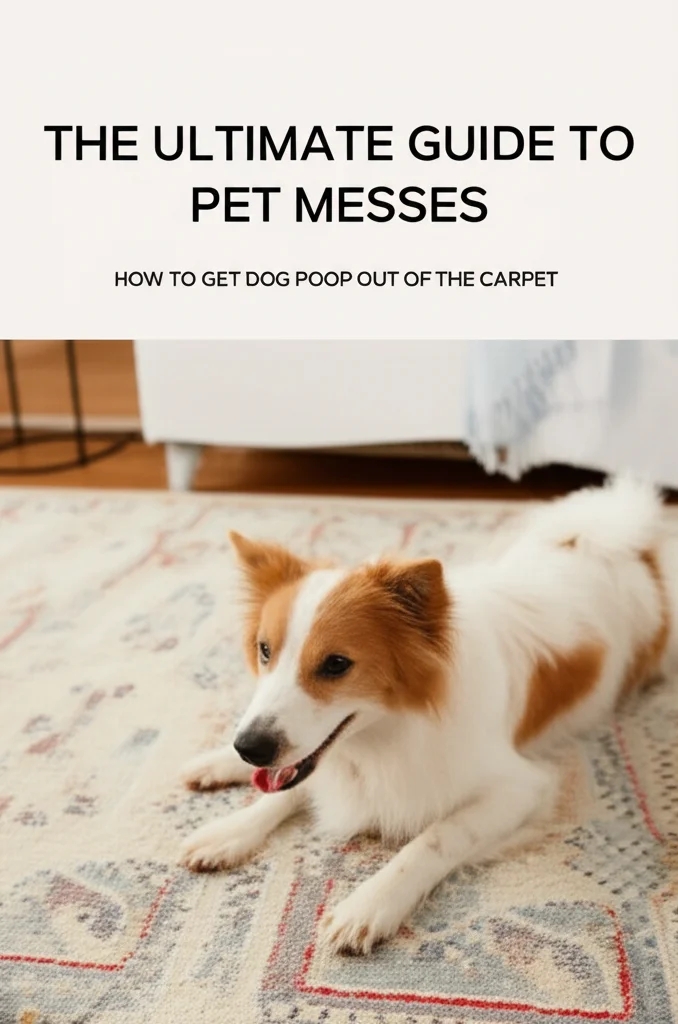 THE ULTIMATE GUIDE TO
PET MESSES
HOW TO GET DOG POOP OUT OF THE CARPET